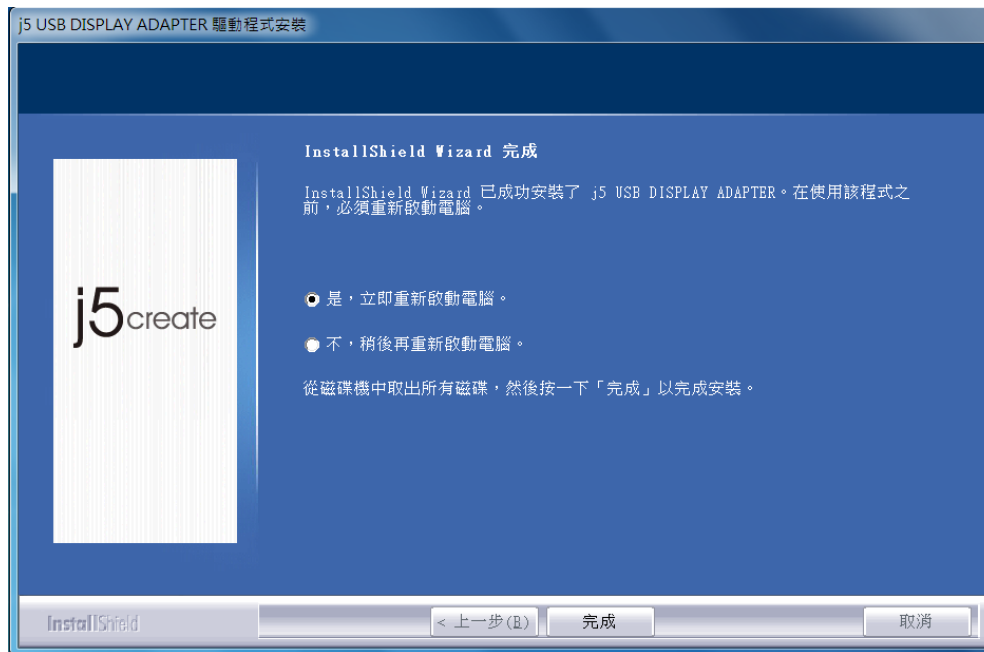 j5 USB DISPLAY ADAPTER 驅動程式安裝
InstallShield Wizard 完成
InstallShield Wizard 已成功安裝了 j5 USB DISPLAY ADAPTER。在使用該程式之
前，必須重新啟動電腦。
j5create
是，立即重新啟動電腦。
不，稍後再重新啟動電腦。
從磁碟機中取出所有磁碟，然後按一下「完成」以完成安裝。
InstallShield
< 上一步(B)
完成
取消